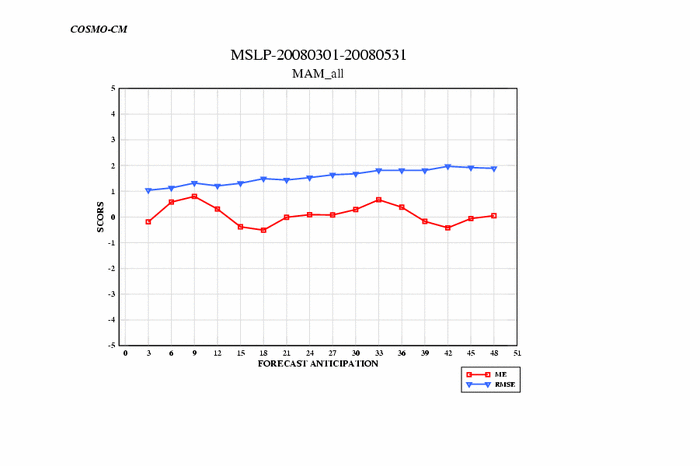 COSMO-CM
MSLP-20080301-20080531
MAM_all
5
4
3
2
1
0
-1
-2
-3
-4
-5
SCORS
0 3 6 9 12 15 18 21 24 27 30 33 36 39 42 45 48 51
FORECAST ANTICIPATION
ME
RMSE